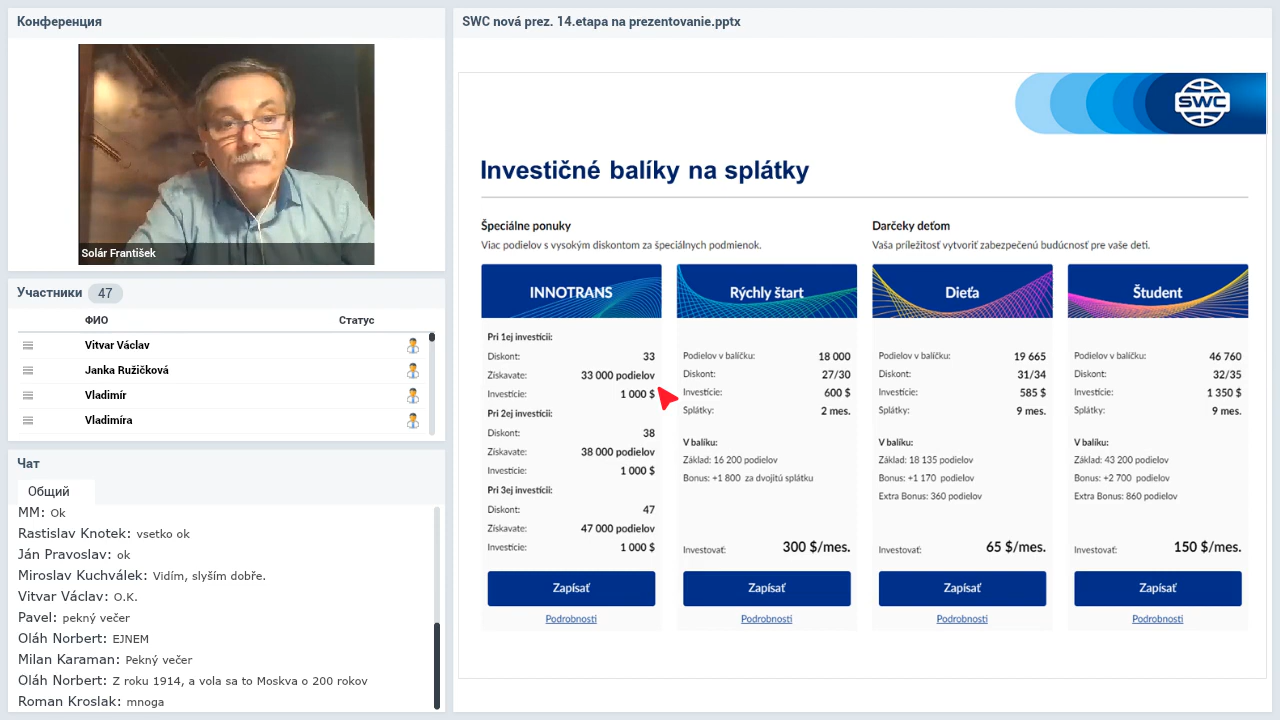 Конференция
Solár František
Участники 47
ФИО Статус
Vitvar Václav
Janka Ružičková
Vladimír
Vladimíra
Чат
Общий
MM: Ok
Rastislav Knotek: vsetko ok
Ján Pravoslav: ok
Miroslav Kuchválek: Vidím, slyším dobře.
Vitvar Václav: O.K.
Pavel: pekný večer
Oláh Norbert: EJNEM
Milan Karaman: Pekný večer
Oláh Norbert: Z roku 1914, a vola sa to Moskva o 200 rokov
Roman Kroslak: mnoga
SWC nová prez. 14.etapa na prezentovanie.pptx
SWC
Investičné balíky na splátky
Špeciálne ponuky
Viac podielov s vysokým diskontom za špeciálnych podmienok.
Darčeky deťom
Vaša príležitosť vytvoriť zabezpečenú budúcnosť pre vaše deti.
INNOTRANS
Pri 1ej investícii:
Diskont: 33
Získavate: 33 000 podielov
Investície: 1 000 $
Pri 2ej investícii:
Diskont: 38
Získavate: 38 000 podielov
Investície: 1 000 $
Pri 3ej investícii:
Diskont: 47
Získavate: 47 000 podielov
Investície: 1 000 $
Zapísať
Podrobnosti
Rýchly štart
Podielov v balíčku: 18 000
Diskont: 27/30
Investície: 600 $
Splátky: 2 mes.
V balíku:
Základ: 16 200 podielov
Bonus: +1 800 za dvojitú splátku
Investovať: 300 $/mes.
Zapísať
Podrobnosti
Dieťa
Podielov v balíčku: 19 665
Diskont: 31/34
Investície: 585 $
Splátky: 9 mes.
V balíku:
Základ: 18 135 podielov
Bonus: +1 170 podielov
Extra Bonus: 360 podielov
Investovať: 65 $/mes.
Zapísať
Podrobnosti
Študent
Podielov v balíčku: 46 760
Diskont: 32/35
Investície: 1 350 $
Splátky: 9 mes.
V balíku:
Základ: 43 200 podielov
Bonus: +2 700 podielov
Extra Bonus: 860 podielov
Investovať: 150 $/mes.
Zapísať
Podrobnosti